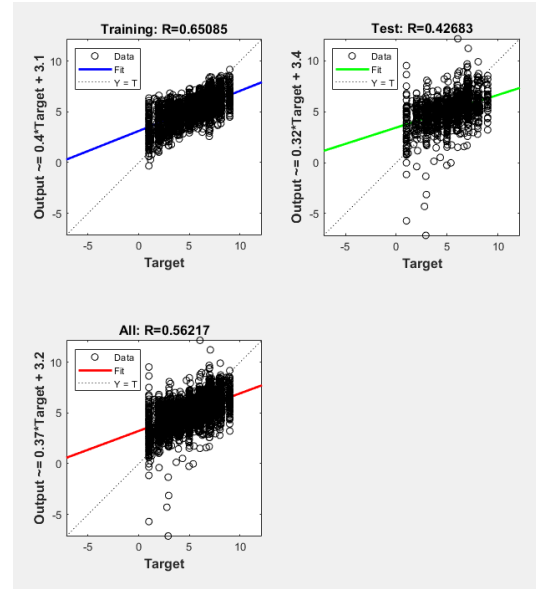 Training: R=0.65085
Data
Fit
Y = T
Output ~= 0.4*Target + 3.1
10
5
0
-5
-5
0
5
10
Target
Test: R=0.42683
Data
Fit
Y = T
Output ~= 0.32*Target + 3.4
10
5
0
-5
-5
0
5
10
Target
All: R=0.56217
Data
Fit
Y = T
Output ~= 0.37*Target + 3.2
10
5
0
-5
-5
0
5
10
Target